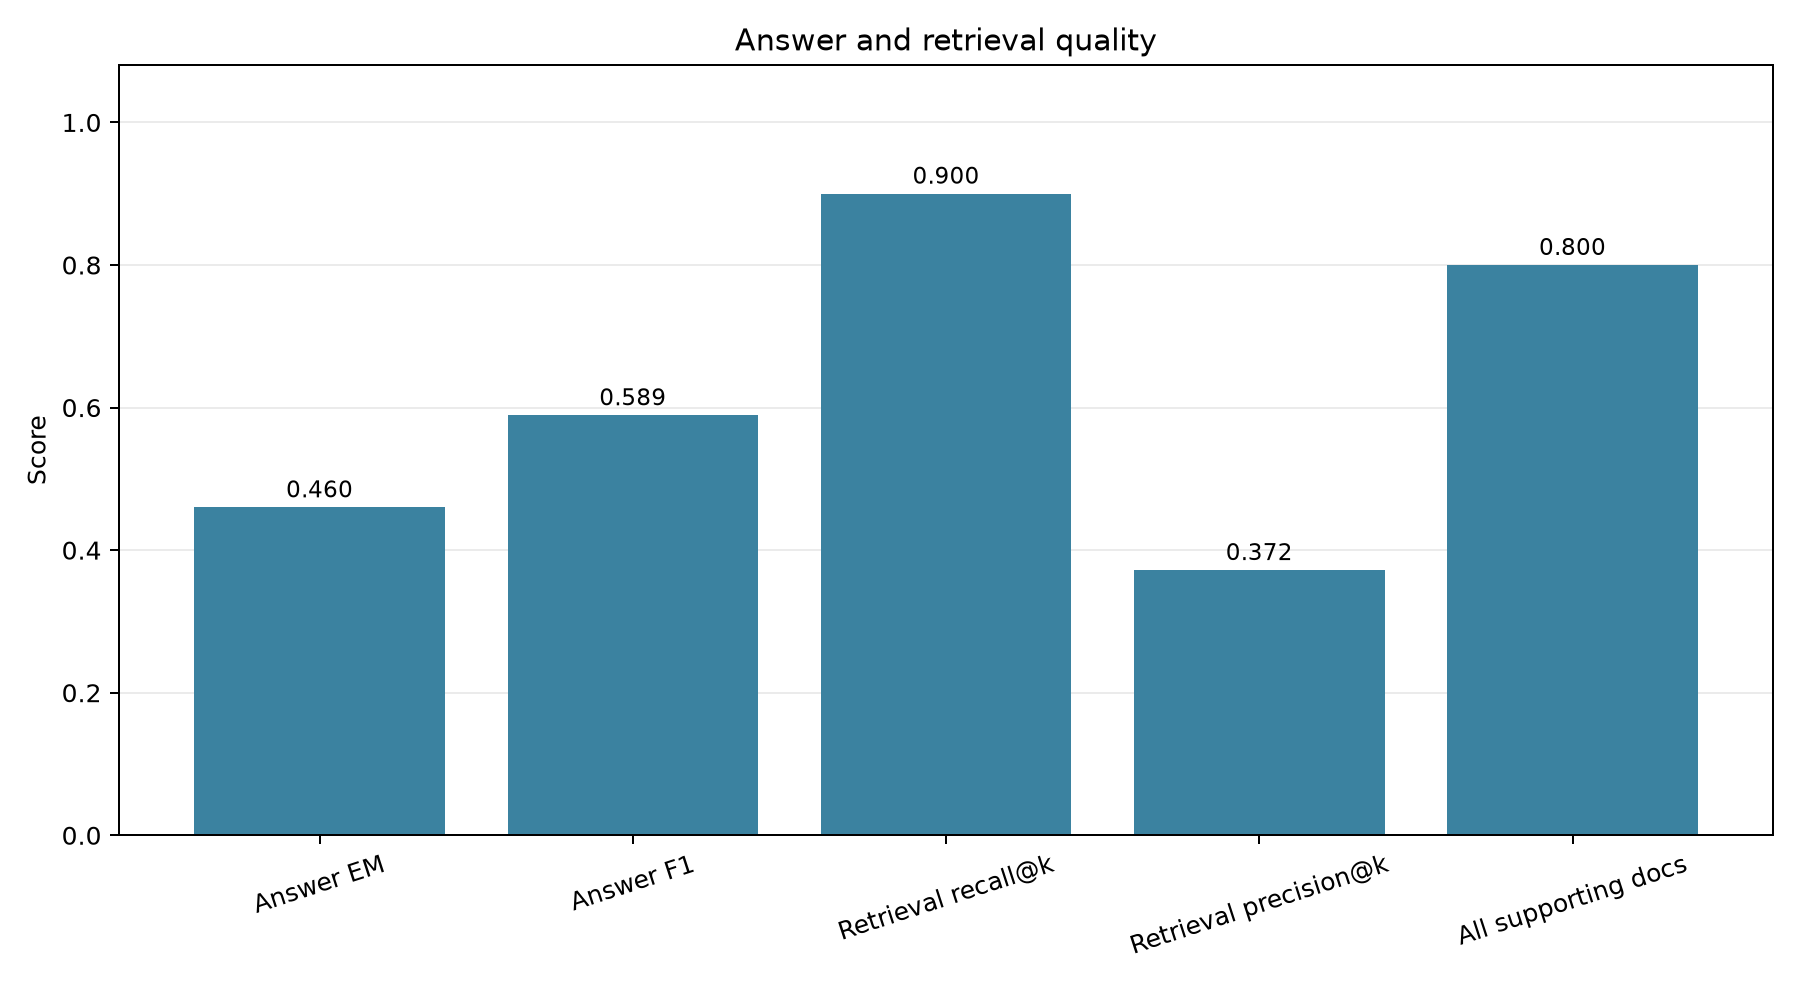 Answer and retrieval quality
Score
1.0
0.8
0.6
0.4
0.2
0.0
0.460
0.589
0.900
0.372
0.800
Answer EM
Answer F1
Retrieval recall@k
Retrieval precision@k
All supporting docs